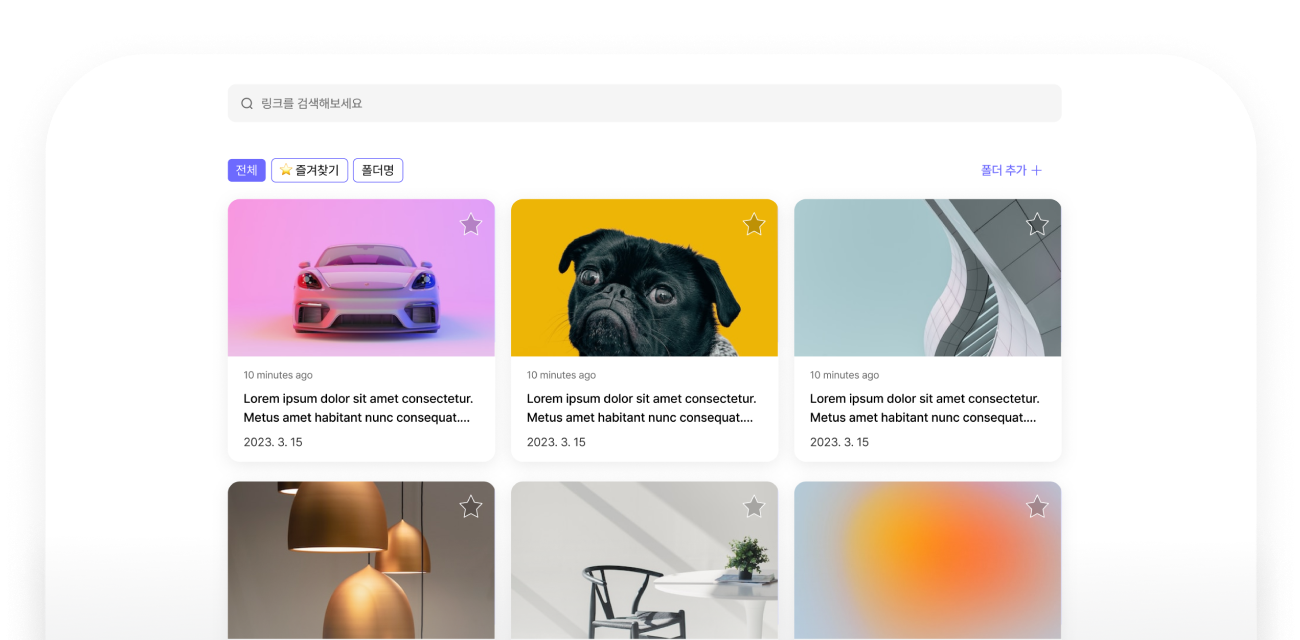 링크를 검색해보세요
전체
⭐ 즐겨찾기
폴더명
폴더 추가 +
10 minutes ago
Lorem ipsum dolor sit amet consectetur.
Metus amet habitant nunc consequat....
2023. 3. 15
10 minutes ago
Lorem ipsum dolor sit amet consectetur.
Metus amet habitant nunc consequat....
2023. 3. 15
10 minutes ago
Lorem ipsum dolor sit amet consectetur.
Metus amet habitant nunc consequat....
2023. 3. 15